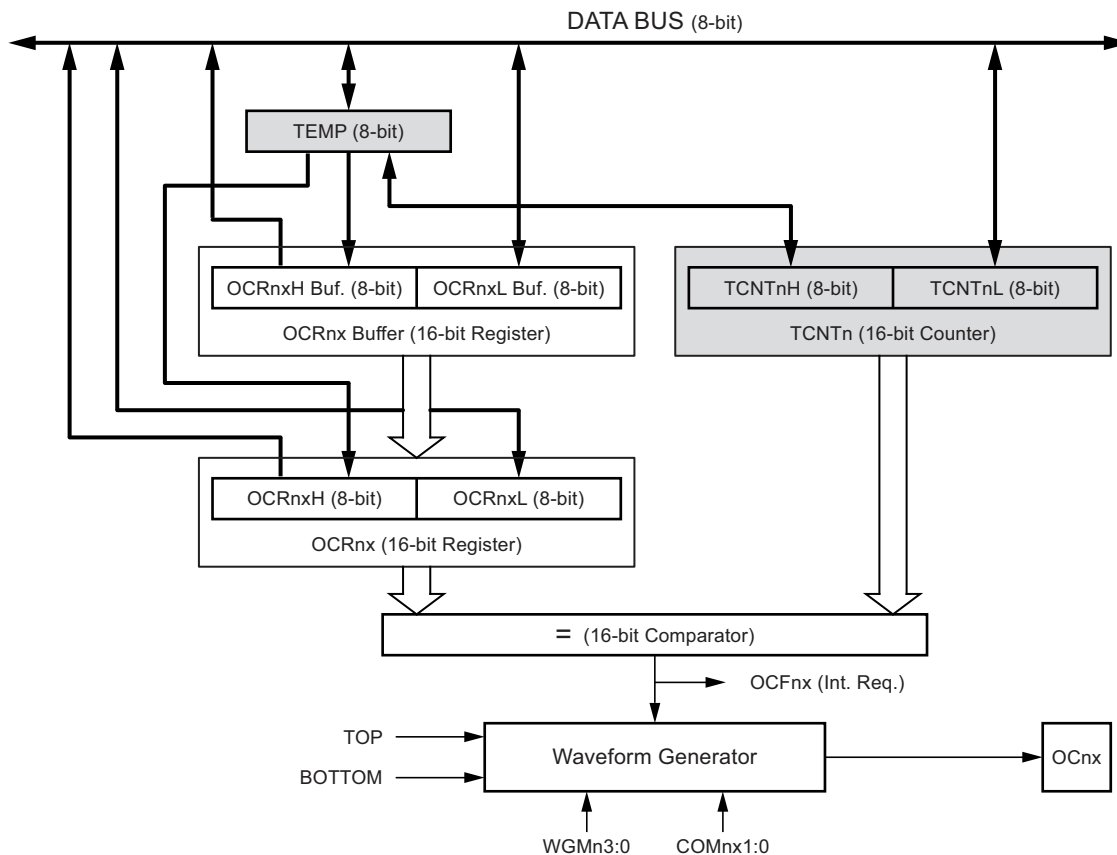 DATA BUS (8-bit)
TEMP (8-bit)
OCRnxH Buf. (8-bit)
OCRnxL Buf. (8-bit)
OCRnx Buffer (16-bit Register)
TCNTnH (8-bit)
TCNTnL (8-bit)
TCNTn (16-bit Counter)
OCRnxH (8-bit)
OCRnxL (8-bit)
OCRnx (16-bit Register)
= (16-bit Comparator)
OCFnx (Int. Req.)
TOP
BOTTOM
Waveform Generator
OCnx
WGMn3:0
COMnx1:0